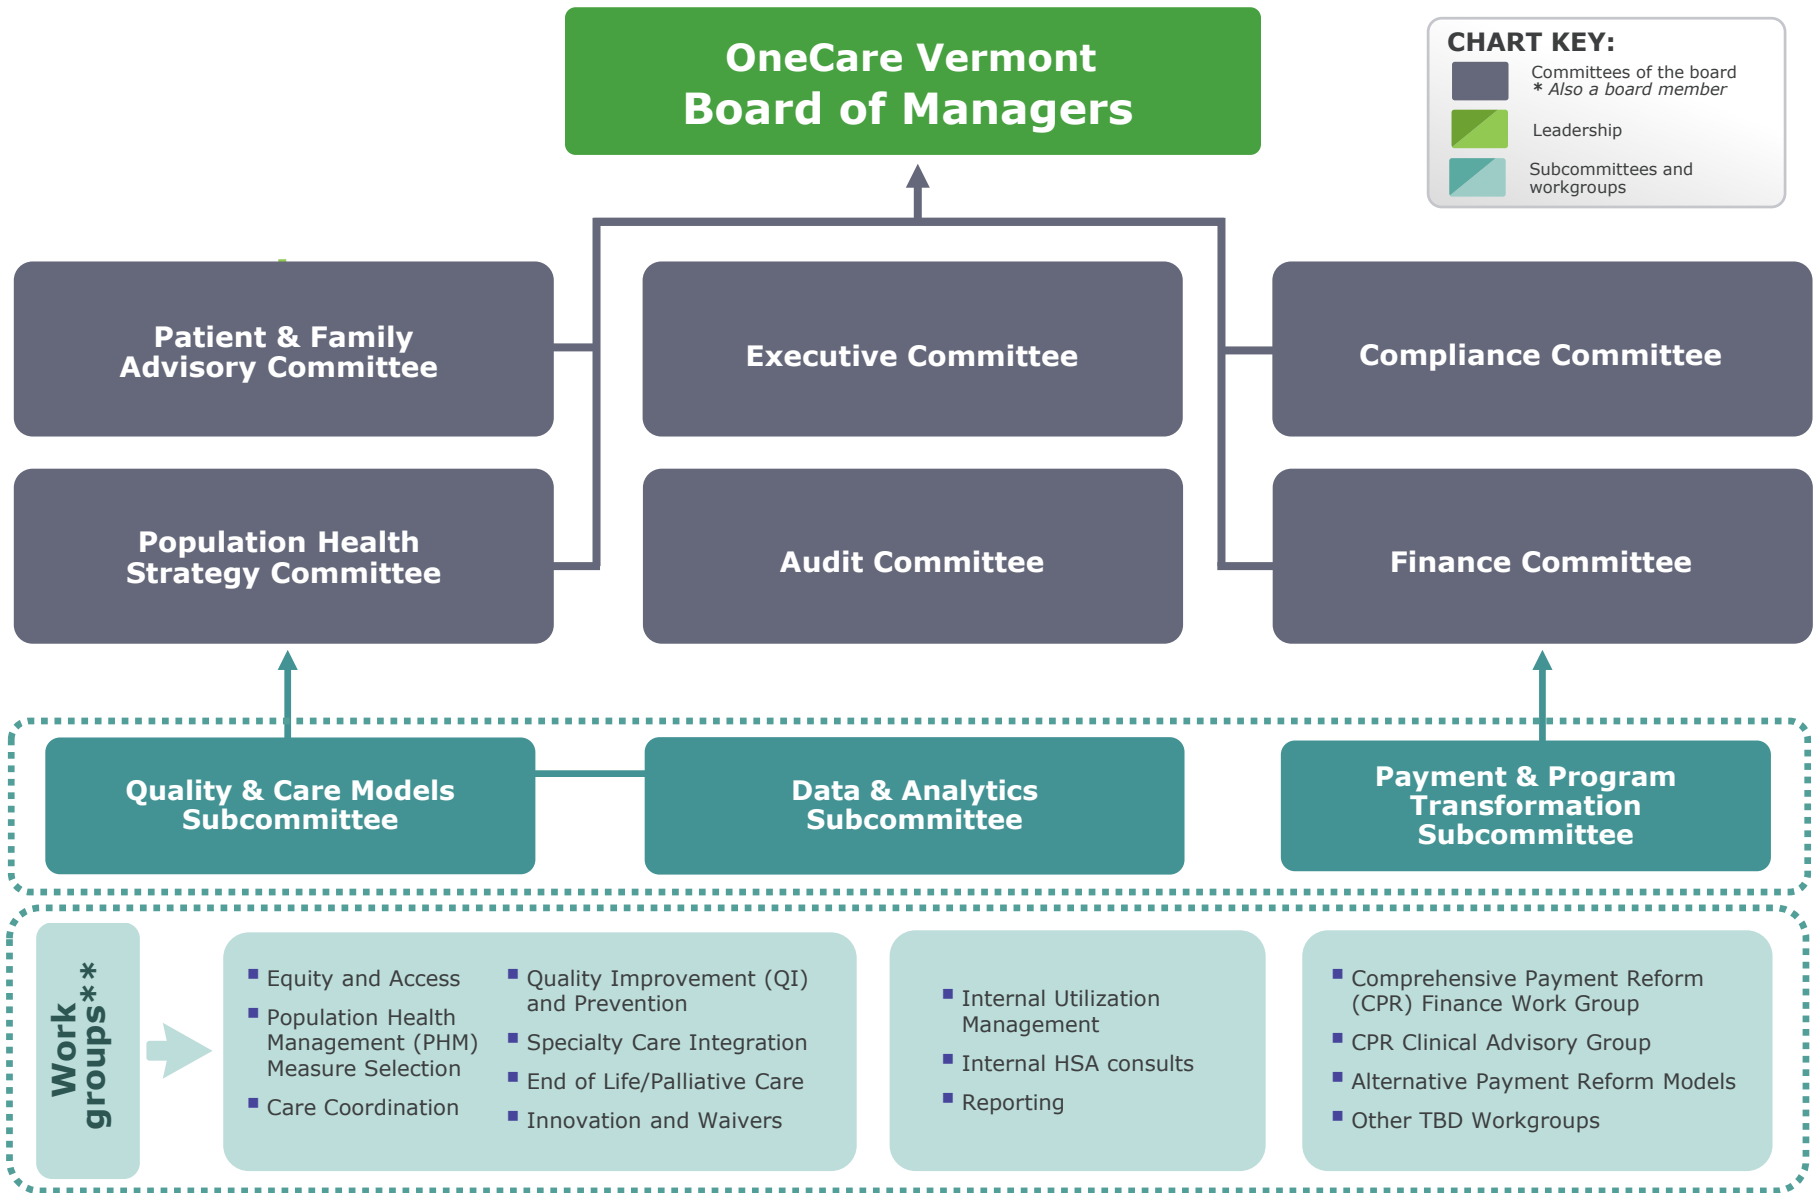 OneCare Vermont
Board of Managers
CHART KEY:
Committees of the board
* Also a board member
Leadership
Subcommittees and
workgroups
Patient & Family
Advisory Committee
Executive Committee
Compliance Committee
Population Health
Strategy Committee
Audit Committee
Finance Committee
Quality & Care Models
Subcommittee
Data & Analytics
Subcommittee
Payment & Program
Transformation
Subcommittee
Work
groups**
Equity and Access
Population Health
Management (PHM)
Measure Selection
Care Coordination
Quality Improvement (QI)
and Prevention
Specialty Care Integration
End of Life/Palliative Care
Innovation and Waivers
Internal Utilization
Management
Internal HSA consults
Reporting
Comprehensive Payment Reform
(CPR) Finance Work Group
CPR Clinical Advisory Group
Alternative Payment Reform Models
Other TBD Workgroups